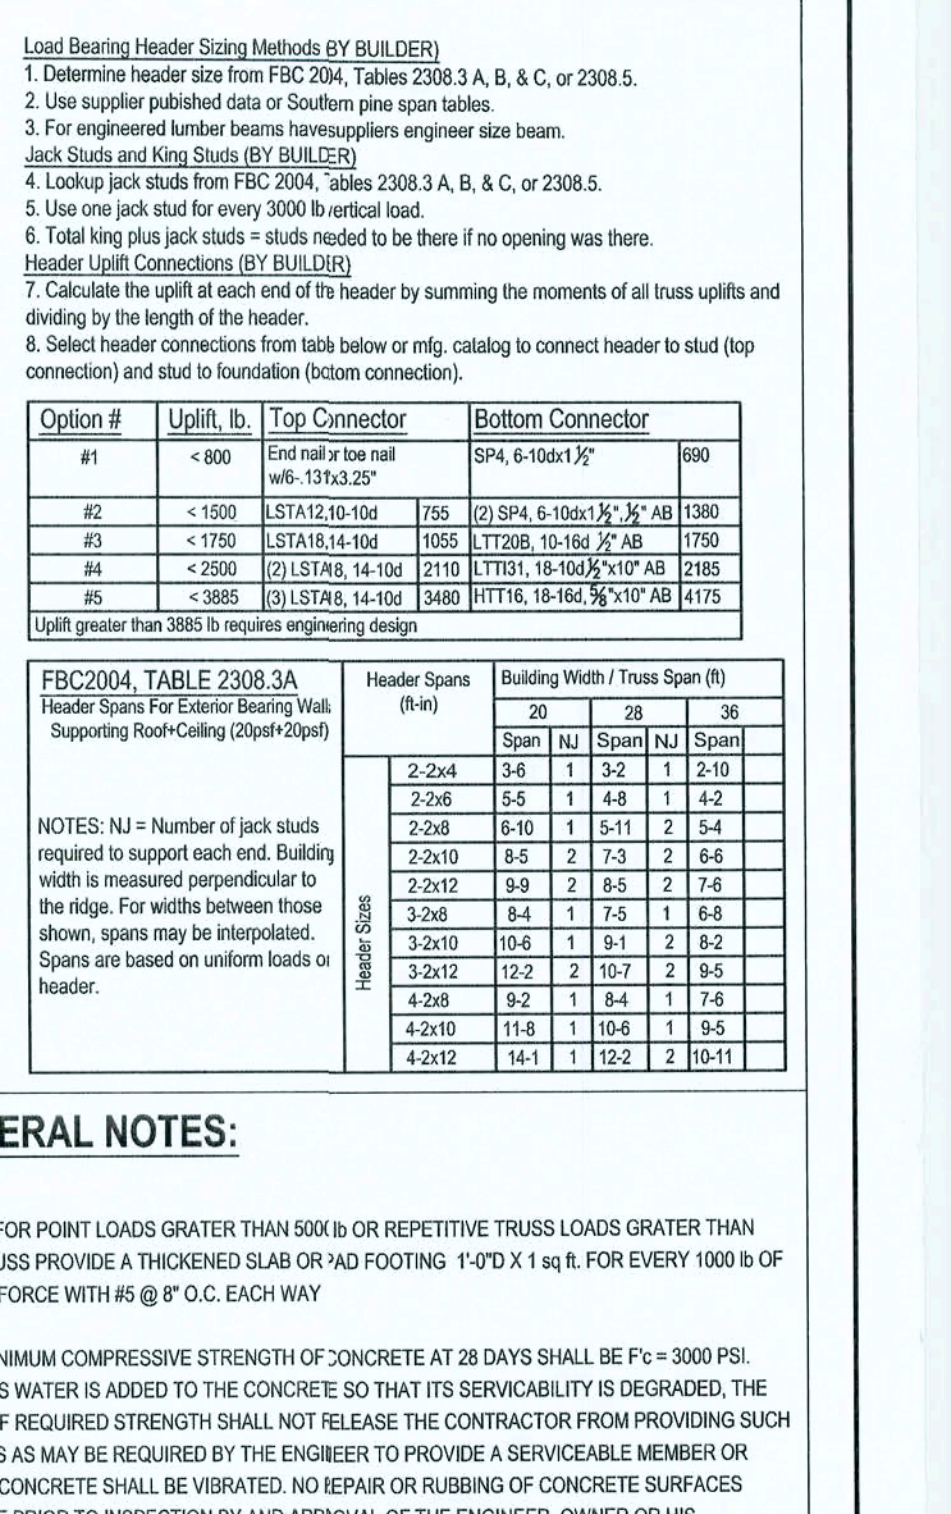 Load Bearing Header Sizing Methods BY BUILDER)
1. Determine header size from FBC 2004, Tables 2308.3 A, B, & C, or 2308.5.
2. Use supplier pubished data or Southern pine span tables.
3. For engineered lumber beams havesuppliers engineer size beam.
Jack Studs and King Studs (BY BUILDER)
4. Lookup jack studs from FBC 2004, Tables 2308.3 A, B, & C, or 2308.5.
5. Use one jack stud for every 3000 lb vertical load.
6. Total king plus jack studs = studs needed to be there if no opening was there.
Header Uplift Connections (BY BUILDER)
7. Calculate the uplift at each end of the header by summing the moments of all truss uplifts and
dividing by the length of the header.
8. Select header connections from table below or mfg. catalog to connect header to stud (top
connection) and stud to foundation (bottom connection).
Option # Uplift, lb. Top Connector Bottom Connector
#1 < 800 End nail or toe nail SP4, 6-10dx1 ½" 690
w/6-.131x3.25"
#2 < 1500 LSTA12,10-10d 755 (2) SP4, 6-10dx1½",½" AB 1380
#3 < 1750 LSTA18,14-10d 1055 LTT20B, 10-16d ½" AB 1750
#4 < 2500 (2) LSTA18, 14-10d 2110 LTTI31, 18-10d,½"x10" AB 2185
#5 < 3885 (3) LSTA18, 14-10d 3480 HTT16, 18-16d, ⅝"x10" AB 4175
Uplift greater than 3885 lb requires engineering design
FBC2004, TABLE 2308.3A
Header Spans For Exterior Bearing Wall
Supporting Roof+Ceiling (20psf+20psf)
NOTES: NJ = Number of jack studs
required to support each end. Building
width is measured perpendicular to
the ridge. For widths between those
shown, spans may be interpolated.
Spans are based on uniform loads on
header.
Header Spans
(ft-in)
Building Width / Truss Span (ft)
20 28 36
Span NJ Span NJ Span
Header Sizes
2-2x4 3-6 1 3-2 1 2-10
2-2x6 5-5 1 4-8 1 4-2
2-2x8 6-10 1 5-11 2 5-4
2-2x10 8-5 2 7-3 2 6-6
2-2x12 9-9 2 8-5 2 7-6
3-2x8 8-4 1 7-5 1 6-8
3-2x10 10-6 1 9-1 2 8-2
3-2x12 12-2 2 10-7 2 9-5
4-2x8 9-2 1 8-4 1 7-6
4-2x10 11-8 1 10-6 1 9-5
4-2x12 14-1 1 12-2 2 10-11
ERAL NOTES:
FOR POINT LOADS GRATER THAN 5000 lb OR REPETITIVE TRUSS LOADS GRATER THAN
USS PROVIDE A THICKENED SLAB OR PAD FOOTING 1'-0"D X 1 sq ft. FOR EVERY 1000 lb OF
FORCE WITH #5 @ 8" O.C. EACH WAY
NIMUM COMPRESSIVE STRENGTH OF CONCRETE AT 28 DAYS SHALL BE F'c = 3000 PSI.
S WATER IS ADDED TO THE CONCRETE SO THAT ITS SERVICABILITY IS DEGRADED, THE
F REQUIRED STRENGTH SHALL NOT RELEASE THE CONTRACTOR FROM PROVIDING SUCH
S AS MAY BE REQUIRED BY THE ENGINEER TO PROVIDE A SERVICEABLE MEMBER OR
CONCRETE SHALL BE VIBRATED. NO REPAIR OR RUBBING OF CONCRETE SURFACES
PRIOR TO INSPECTION BY AND APPROVAL OF THE ENGINEER, OWNER OR HIS